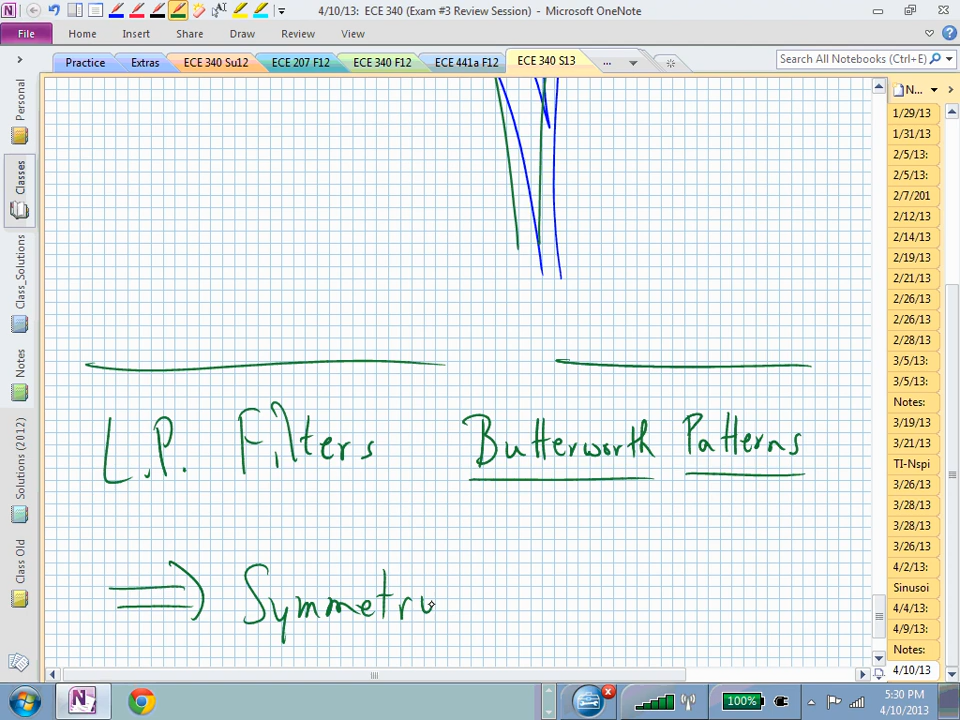 4/10/13: ECE 340 (Exam #3 Review Session) - Microsoft OneNote
File Home Insert Share Draw Review View
Practice Extras ECE 340 Su12 ECE 207 F12 ECE 340 F12 ECE 441a F12 ECE 340 S13 ... Search All Notebooks (Ctrl+E)
N...
Personal
Classes
Class_Solutions
Notes
Solutions (2012)
Class Old
1/29/13
1/31/13
2/5/13:
2/5/13:
2/7/201
2/12/13
2/14/13
2/19/13
2/21/13
2/26/13
2/26/13
2/28/13
3/5/13:
3/5/13:
Notes:
3/19/13
3/21/13
TI-Nspi
3/26/13
3/28/13
3/28/13
3/26/13
4/2/13:
Sinusoi
4/4/13:
4/9/13:
Notes:
4/10/13
L.P. Filters Butterworth Patterns
⇒ Symmetry
100% 5:30 PM
4/10/2013